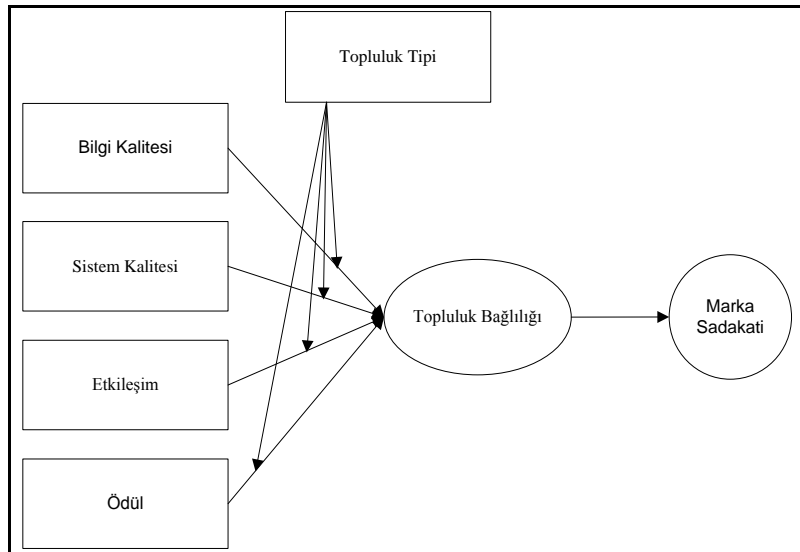 Topluluk Tipi
Bilgi Kalitesi
Sistem Kalitesi
Etkileşim
Ödül
Topluluk Bağlılığı
Marka
Sadakati